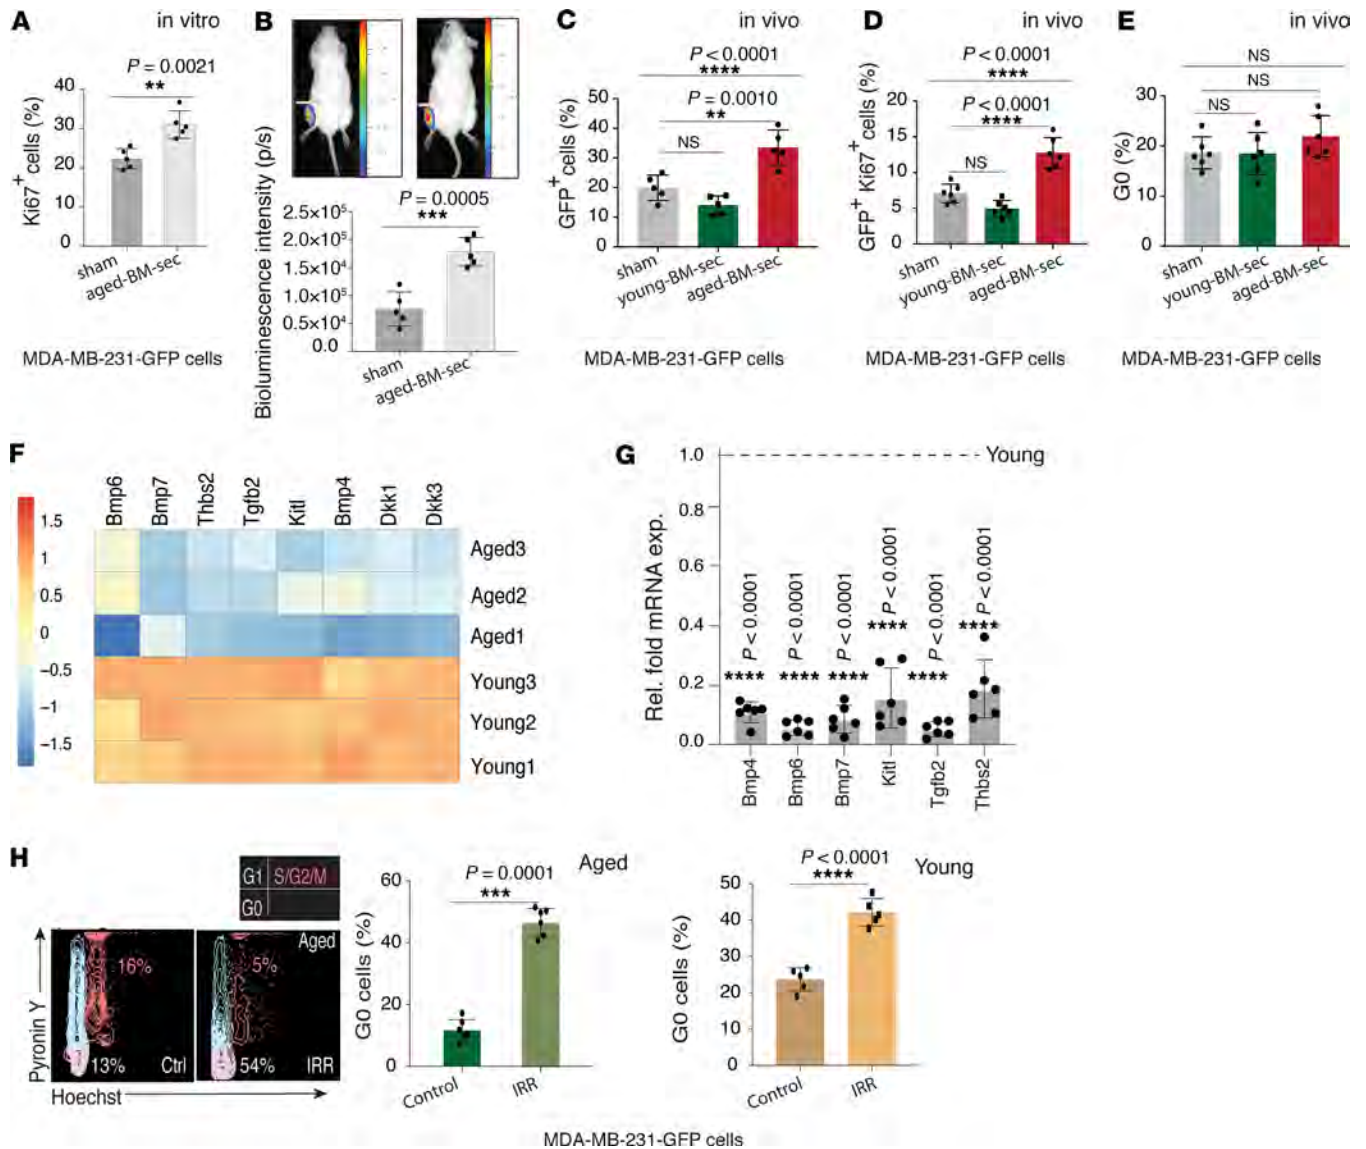 A
in vitro
P = 0.0021
**
Ki67+ cells (%)
40
30
20
10
0
sham
aged-BM-sec
MDA-MB-231-GFP cells
B
Bioluminescence intensity (p/s)
P = 0.0005
***
2.5×10⁵
2.0×10⁵
1.5×10⁵
1.0×10⁵
0.5×10⁴
0.0
sham
aged-BM-sec
C
in vivo
P < 0.0001
****
P = 0.0010
**
NS
GFP+ cells (%)
50
40
30
20
10
0
sham
young-BM-sec
aged-BM-sec
MDA-MB-231-GFP cells
D
in vivo
P < 0.0001
****
P < 0.0001
****
NS
GFP+ Ki67+ cells (%)
20
15
10
5
0
sham
young-BM-sec
aged-BM-sec
MDA-MB-231-GFP cells
E
in vivo
NS
NS
NS
G0 (%)
30
20
10
0
sham
young-BM-sec
aged-BM-sec
MDA-MB-231-GFP cells
F
1.5
1
0.5
0
−0.5
−1
−1.5
Bmp6
Bmp7
Thbs2
Tgfb2
Kitl
Bmp4
Dkk1
Dkk3
Aged3
Aged2
Aged1
Young3
Young2
Young1
G
Rel. fold mRNA exp.
1.0
0.6
0.4
0.2
0.0
Young
P < 0.0001
****
P < 0.0001
****
P < 0.0001
****
P < 0.0001
****
P < 0.0001
****
P < 0.0001
****
Bmp4
Bmp6
Bmp7
Kitl
Tgfb2
Thbs2
H
G1 S/G2/M
G0
Pyronin Y
16%
13%
Ctrl
Aged
5%
54%
IRR
Hoechst
Aged
P = 0.0001
***
G0 cells (%)
60
40
20
0
Control
IRR
Young
P < 0.0001
****
G0 cells (%)
50
40
30
20
10
0
Control
IRR
MDA-MB-231-GFP cells